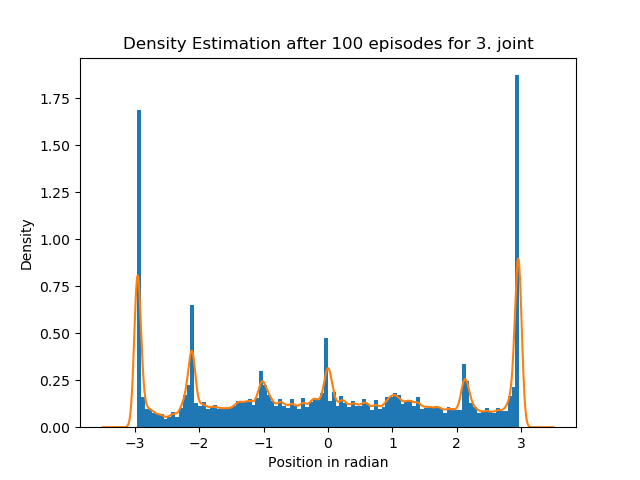 Density Estimation after 100 episodes for 3. joint
1.75
1.50
1.25
1.00
0.75
0.50
0.25
0.00
Density
−3 −2 −1 0 1 2 3
Position in radian